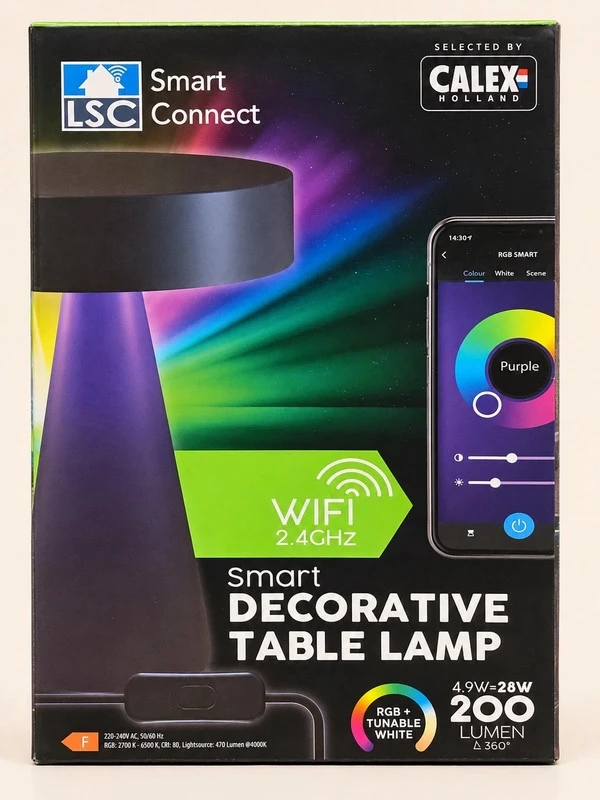 SELECTED BY
CALEX
HOLLAND
LSC
Smart
Connect
14:30
RGB SMART
Colour White Scene
Purple
WIFI
2.4GHz
Smart
DECORATIVE
TABLE LAMP
RGB +
TUNABLE
WHITE
4.9W=28W
200
LUMEN
∆ 360°
F
220-240V AC, 50/60 Hz
RGB: 2700 K - 6500 K, CRI: 80, Lightsource: 470 Lumen @4000K